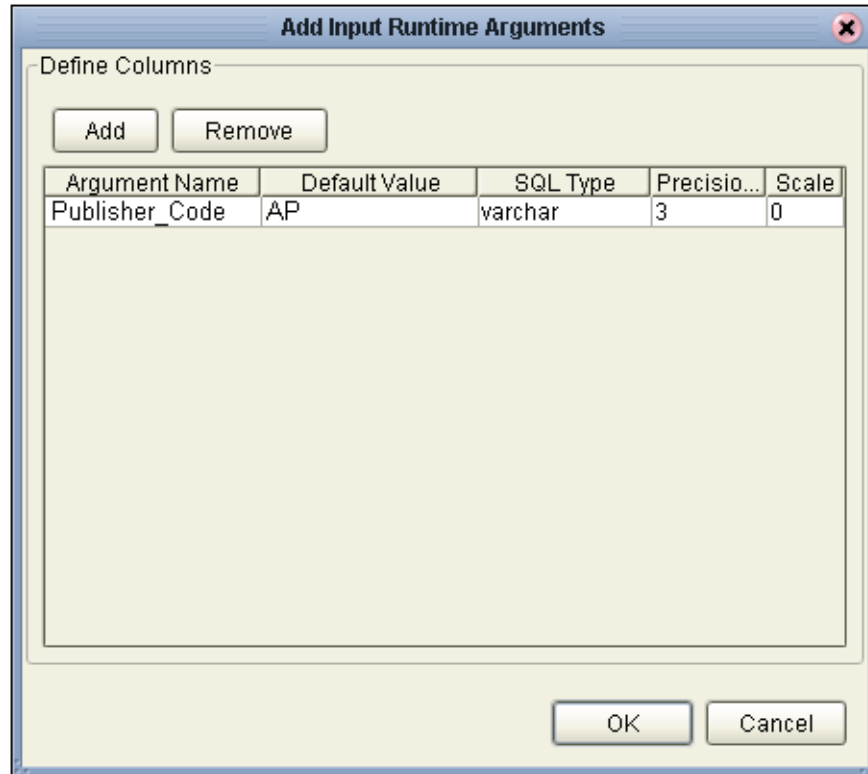 Add Input Runtime Arguments
Define Columns
Add Remove
Argument Name Default Value SQL Type Precisio... Scale
Publisher_Code AP varchar 3 0
OK Cancel